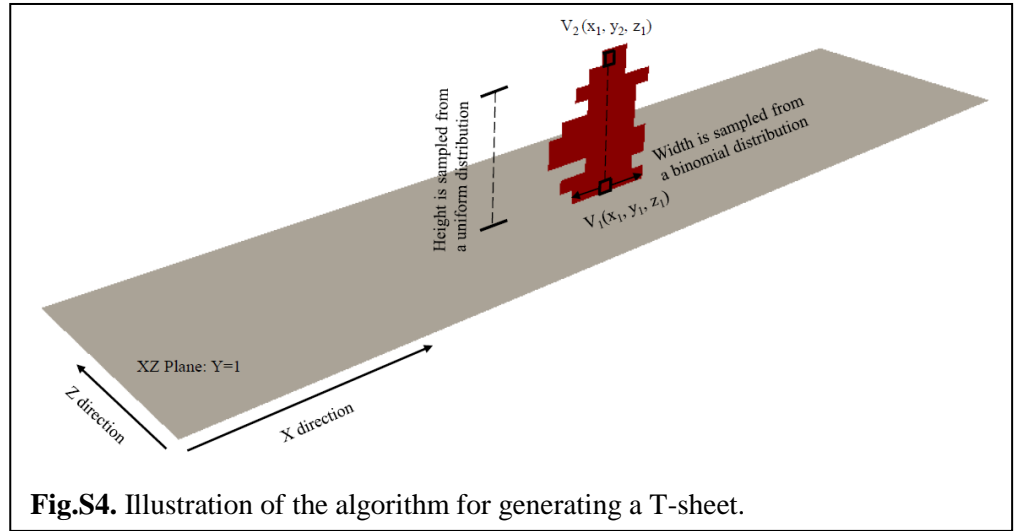 V₂(x₁, y₂, z₁)
Height is sampled from
a uniform distribution
Width is sampled from
a binomial distribution
V₁(x₁, y₁, z₁)
XZ Plane: Y=1
Z direction
X direction
Fig.S4. Illustration of the algorithm for generating a T-sheet.